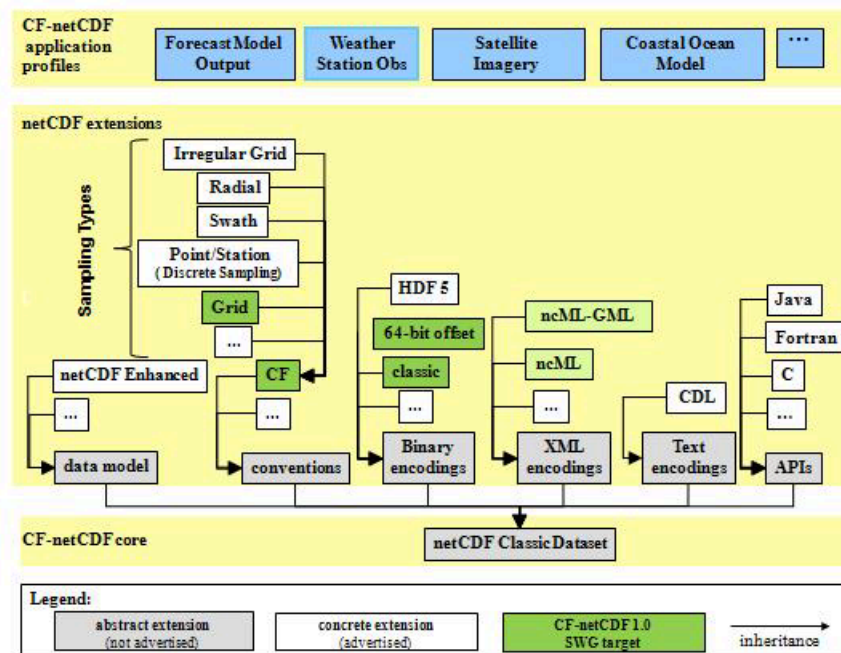 CF-netCDF
application
profiles
Forecast Model
Output
Weather
Station Obs
Satellite
Imagery
Coastal Ocean
Model
...
netCDF extensions
Sampling Types
Irregular Grid
Radial
Swath
Point/Station
( Discrete Sampling)
Grid
...
netCDF Enhanced
...
data model
CF
...
conventions
HDF 5
64-bit offset
classic
...
Binary
encodings
ncML-GML
ncML
...
XML
encodings
CDL
Text
encodings
Java
Fortran
C
...
APIs
CF-netCDF core
netCDF Classic Dataset
Legend:
abstract extension
(not advertised)
concrete extension
(advertised)
CF-netCDF 1.0
SWG target
inheritance